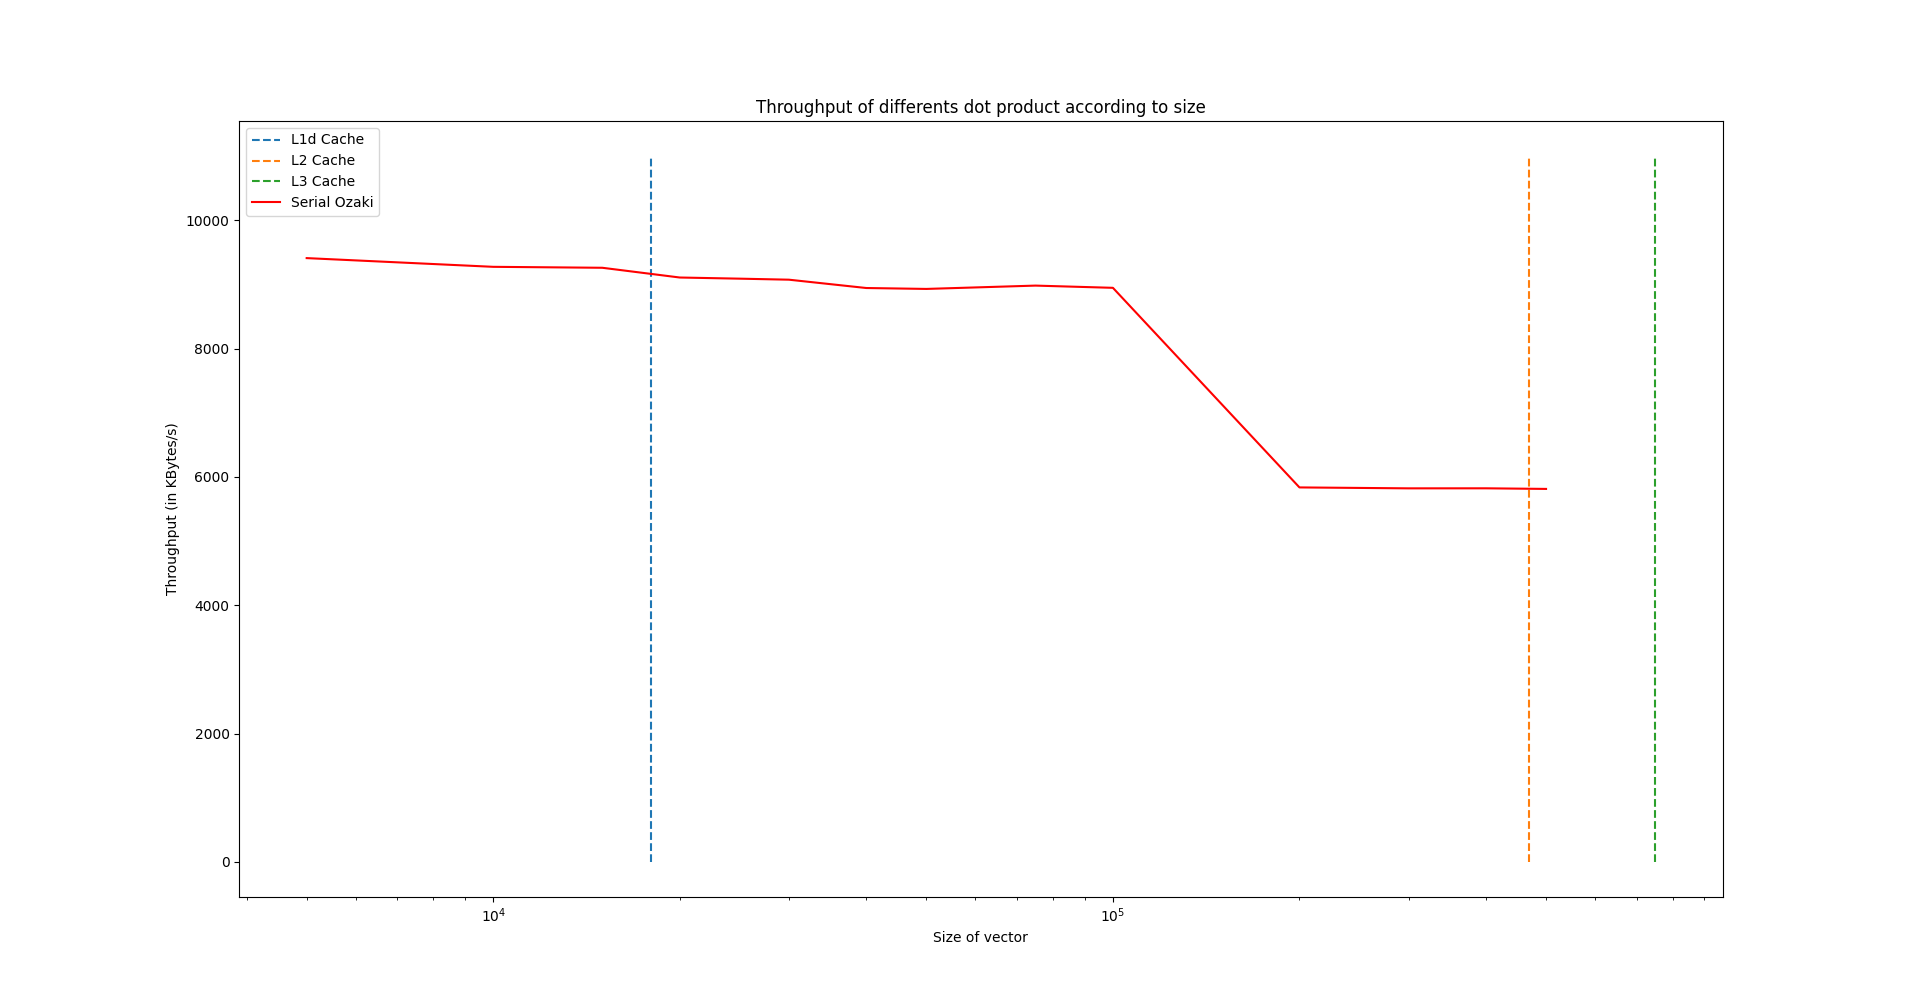 Throughput of differents dot product according to size
L1d Cache
L2 Cache
L3 Cache
Serial Ozaki
10000
8000
6000
4000
2000
0
Throughput (in KBytes/s)
10⁴
10⁵
Size of vector